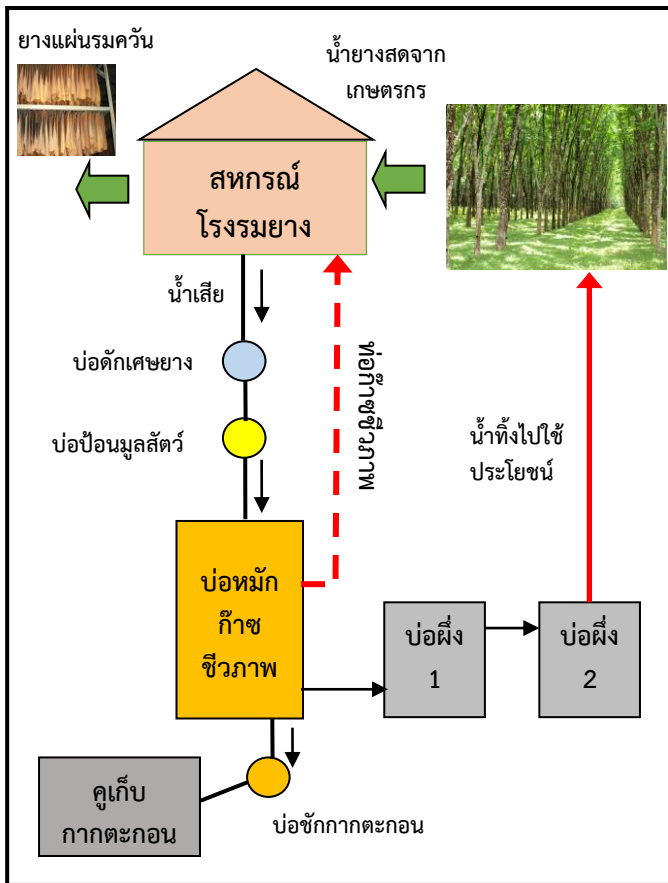 ยางแผ่นรมควัน
น้ำยางสดจาก
เกษตรกร
สหกรณ์
โรงรมยาง
น้ำเสีย
บ่อดักเศษยาง
ท่อก๊าซชีวภาพ
บ่อป้อนมูลสัตว์
น้ำทิ้งไปใช้
ประโยชน์
บ่อหมัก
ก๊าซ
ชีวภาพ
บ่อผึ่ง
1
บ่อผึ่ง
2
คูเก็บ
กากตะกอน
บ่อชักกากตะกอน